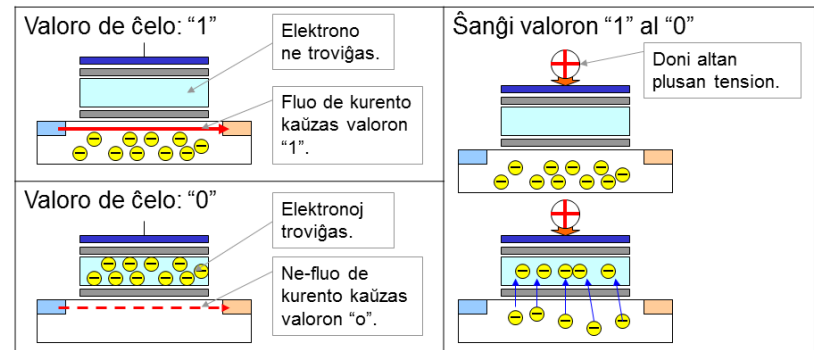 Valoro de ĉelo: “1”
Elektrono
ne troviĝas.
Fluo de kurento
kaŭzas valoron
“1”.
Valoro de ĉelo: “0”
Elektronoj
troviĝas.
Ne-fluo de
kurento kaŭzas
valoron “o”.
Ŝanĝi valoron “1” al “0”
Doni altan
plusan tension.